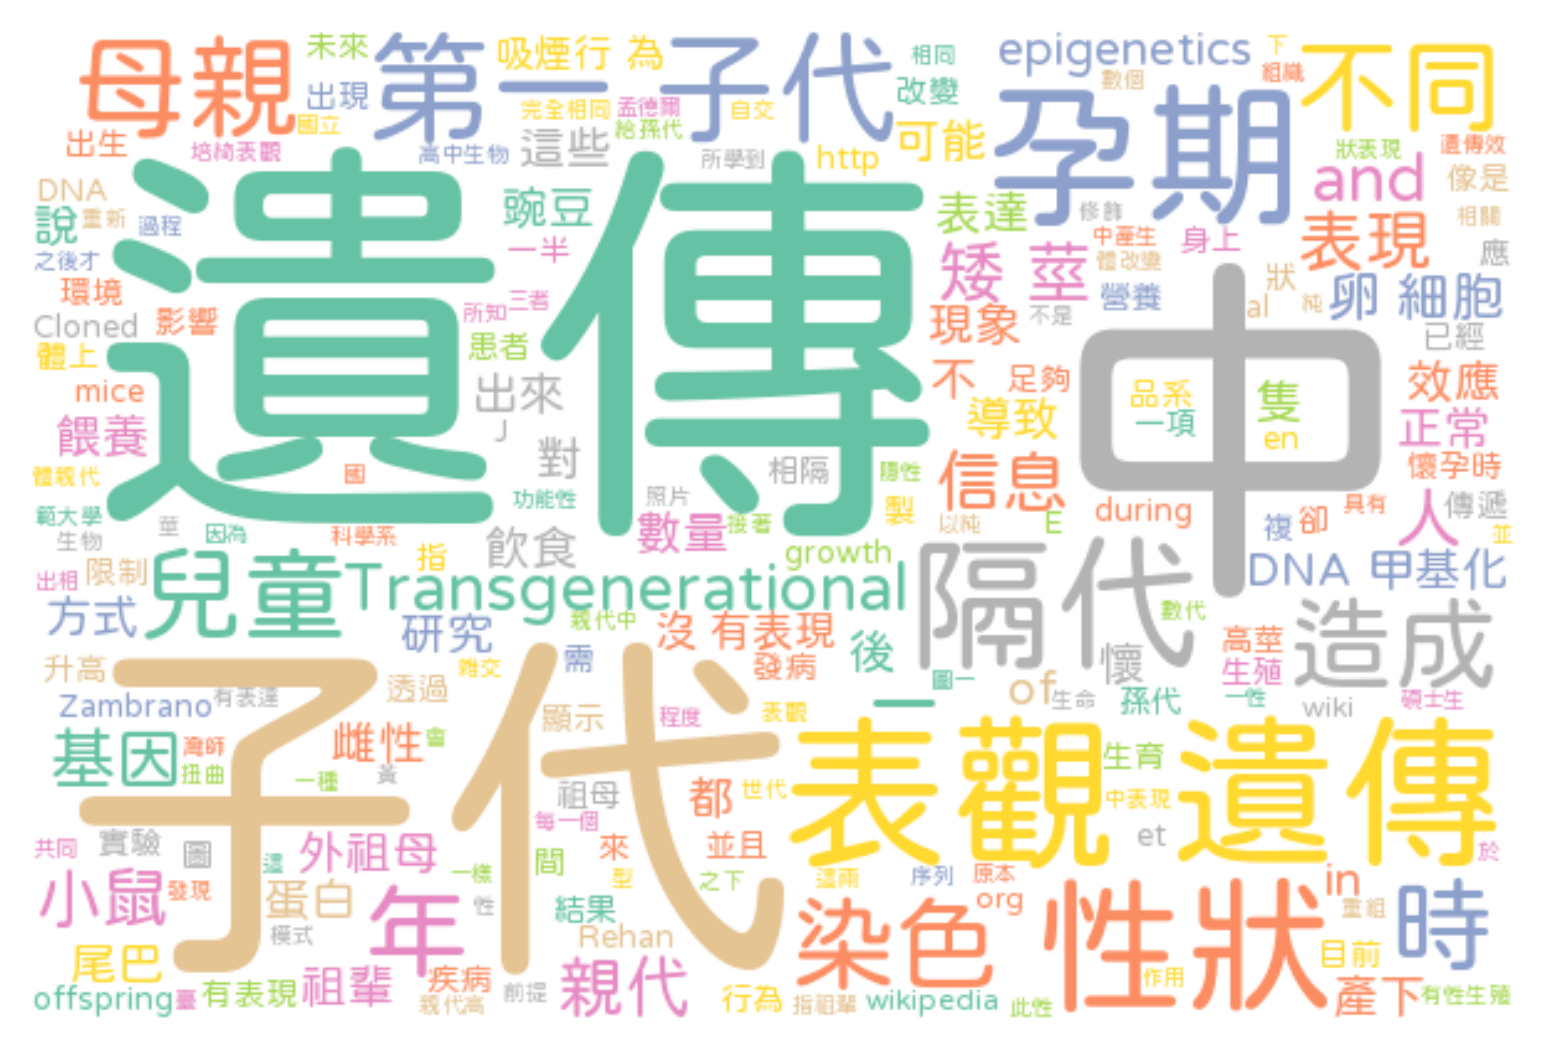 母親
未來
第一子代
吸煙行為
相同
epigenetics
下
組織
不同
出現
國立
完全相同
孟德爾
自交
改變
數個
出生
培綺表觀
高中生物
這些
給孫代
所學到
http
可能
孕期
狀表現
遺傳效
DNA
遺傳
豌豆
表達
修飾
and
像是
說
重新
過程
一半
矮莖
中產生
身上
表現
相關
之後才
體改變
應
環境
所知
三者
營養
狀
卵細胞
Cloned
影響
患者
現象
不是
中
al
純
已經
體上
mice
出來
不
足夠
品系
隻
效應
餵養
J
對
導致
一項
en
正常
體親代
國
相隔
隱性
信息
懷孕時
範大學
功能性
照片
製
during
具有
人
傳遞
華
因為
科學系
數量
接著
以純
E
複
卻
並
生物
指
飲食
growth
出相
限制
兒童
Transgenerational
隔代
DNA甲基化
方式
研究
親代中
沒有表現
後
數代
高莖
造成
升高
子代
雜交
需
發病
懷
生殖
Zambrano
有表達
透過
顯示
程度
表觀
圖一
一
of
生命
孫代
一性
wiki
碩士生
基因
灣師
雌性
會
表觀遺傳
扭曲
一種
黃
祖母
都
世代
生育
中表現
共同
實驗
圖
這
外祖母
每一個
間
來
並且
et
於
小鼠
發現
蛋白
一樣
型
之下
這兩
序列
原本
in
年
性
結果
染色
org
性狀
重組
時
模式
尾巴
Rehan
目前
offspring
臺
有表現
祖輩
疾病
親代高
前提
親代
行為
指祖輩
wikipedia
此性
作用
產下
有性生殖